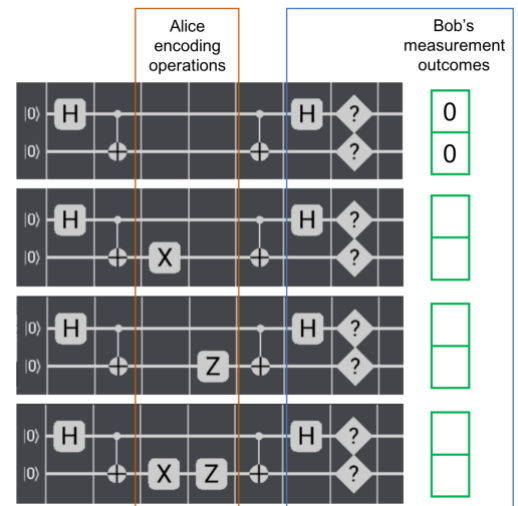 Alice
encoding
operations
Bob's
measurement
outcomes
|0⟩ H H ? 0
|0⟩ ? 0
|0⟩ H H ?
|0⟩ X ?
|0⟩ H H ?
|0⟩ Z ?
|0⟩ H H ?
|0⟩ X Z ?